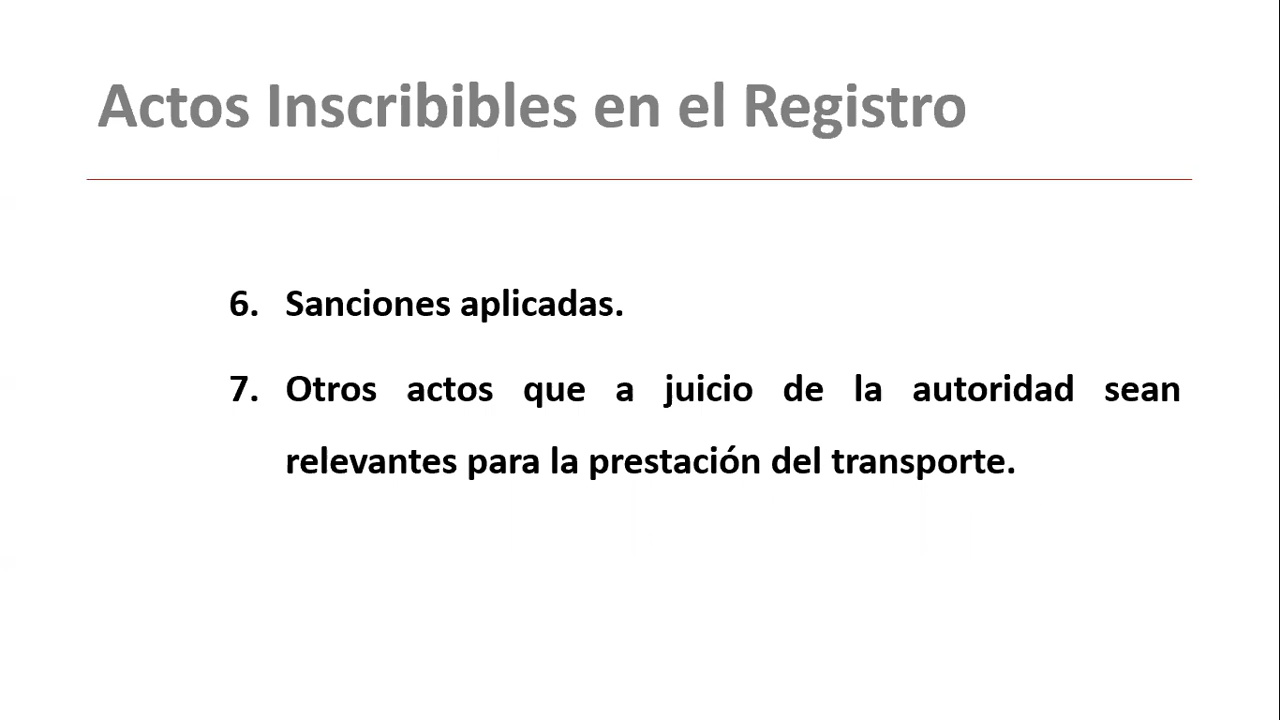 Actos Inscribibles en el Registro
6. Sanciones aplicadas.
7. Otros actos que a juicio de la autoridad sean
relevantes para la prestación del transporte.